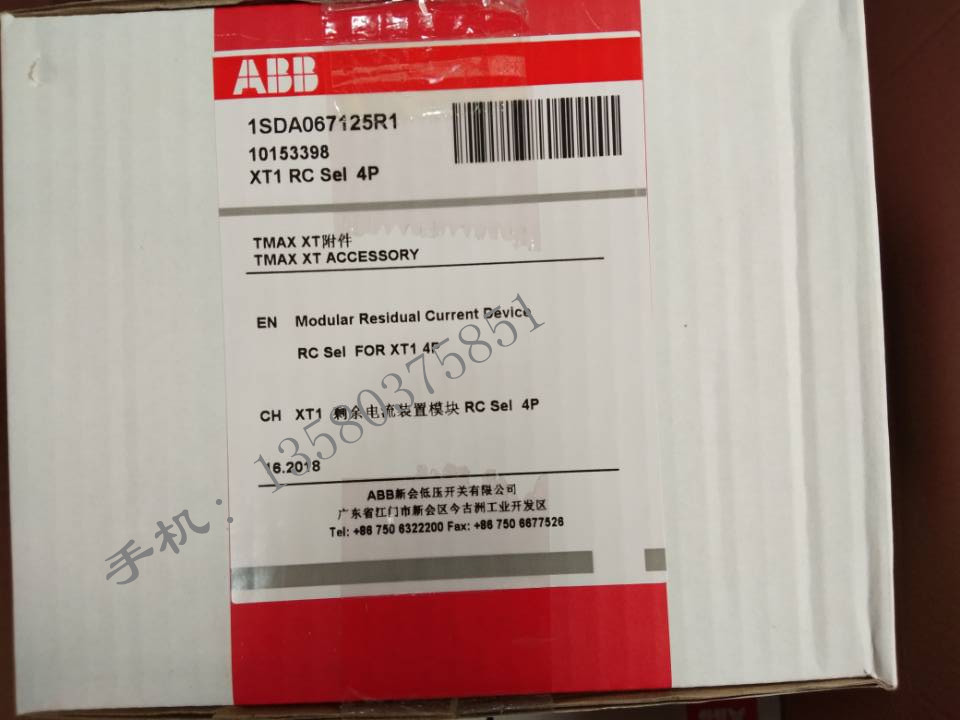 ABB
1SDA067125R1
10153398
XT1 RC Sel 4P
TMAX XT附件
TMAX XT ACCESSORY
EN Modular Residual Current Device
RC Sel FOR XT1 4P
CH XT1 剩余电流装置模块 RC Sel 4P
16.2018
ABB新会低压开关有限公司
广东省江门市新会区今古洲工业开发区
Tel: +86 750 6322200 Fax: +86 750 6677526
手机：13580375851
ABB